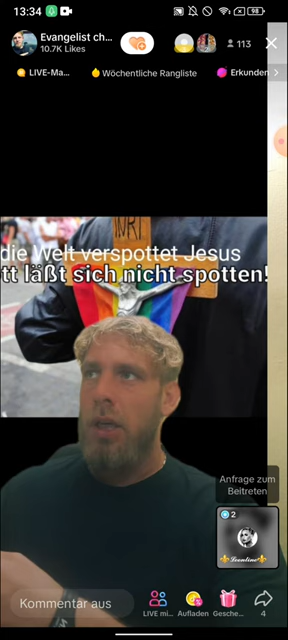 13:34
98
Evangelist ch...
10.7K Likes
113
LIVE-Ma...
Wöchentliche Rangliste
Erkunden
INRI
die Welt verspottet Jesus
tt läßt sich nicht spotten!
Anfrage zum
Beitreten
2
Leontine
Kommentar aus
LIVE mi...
Aufladen
Gesche...
4